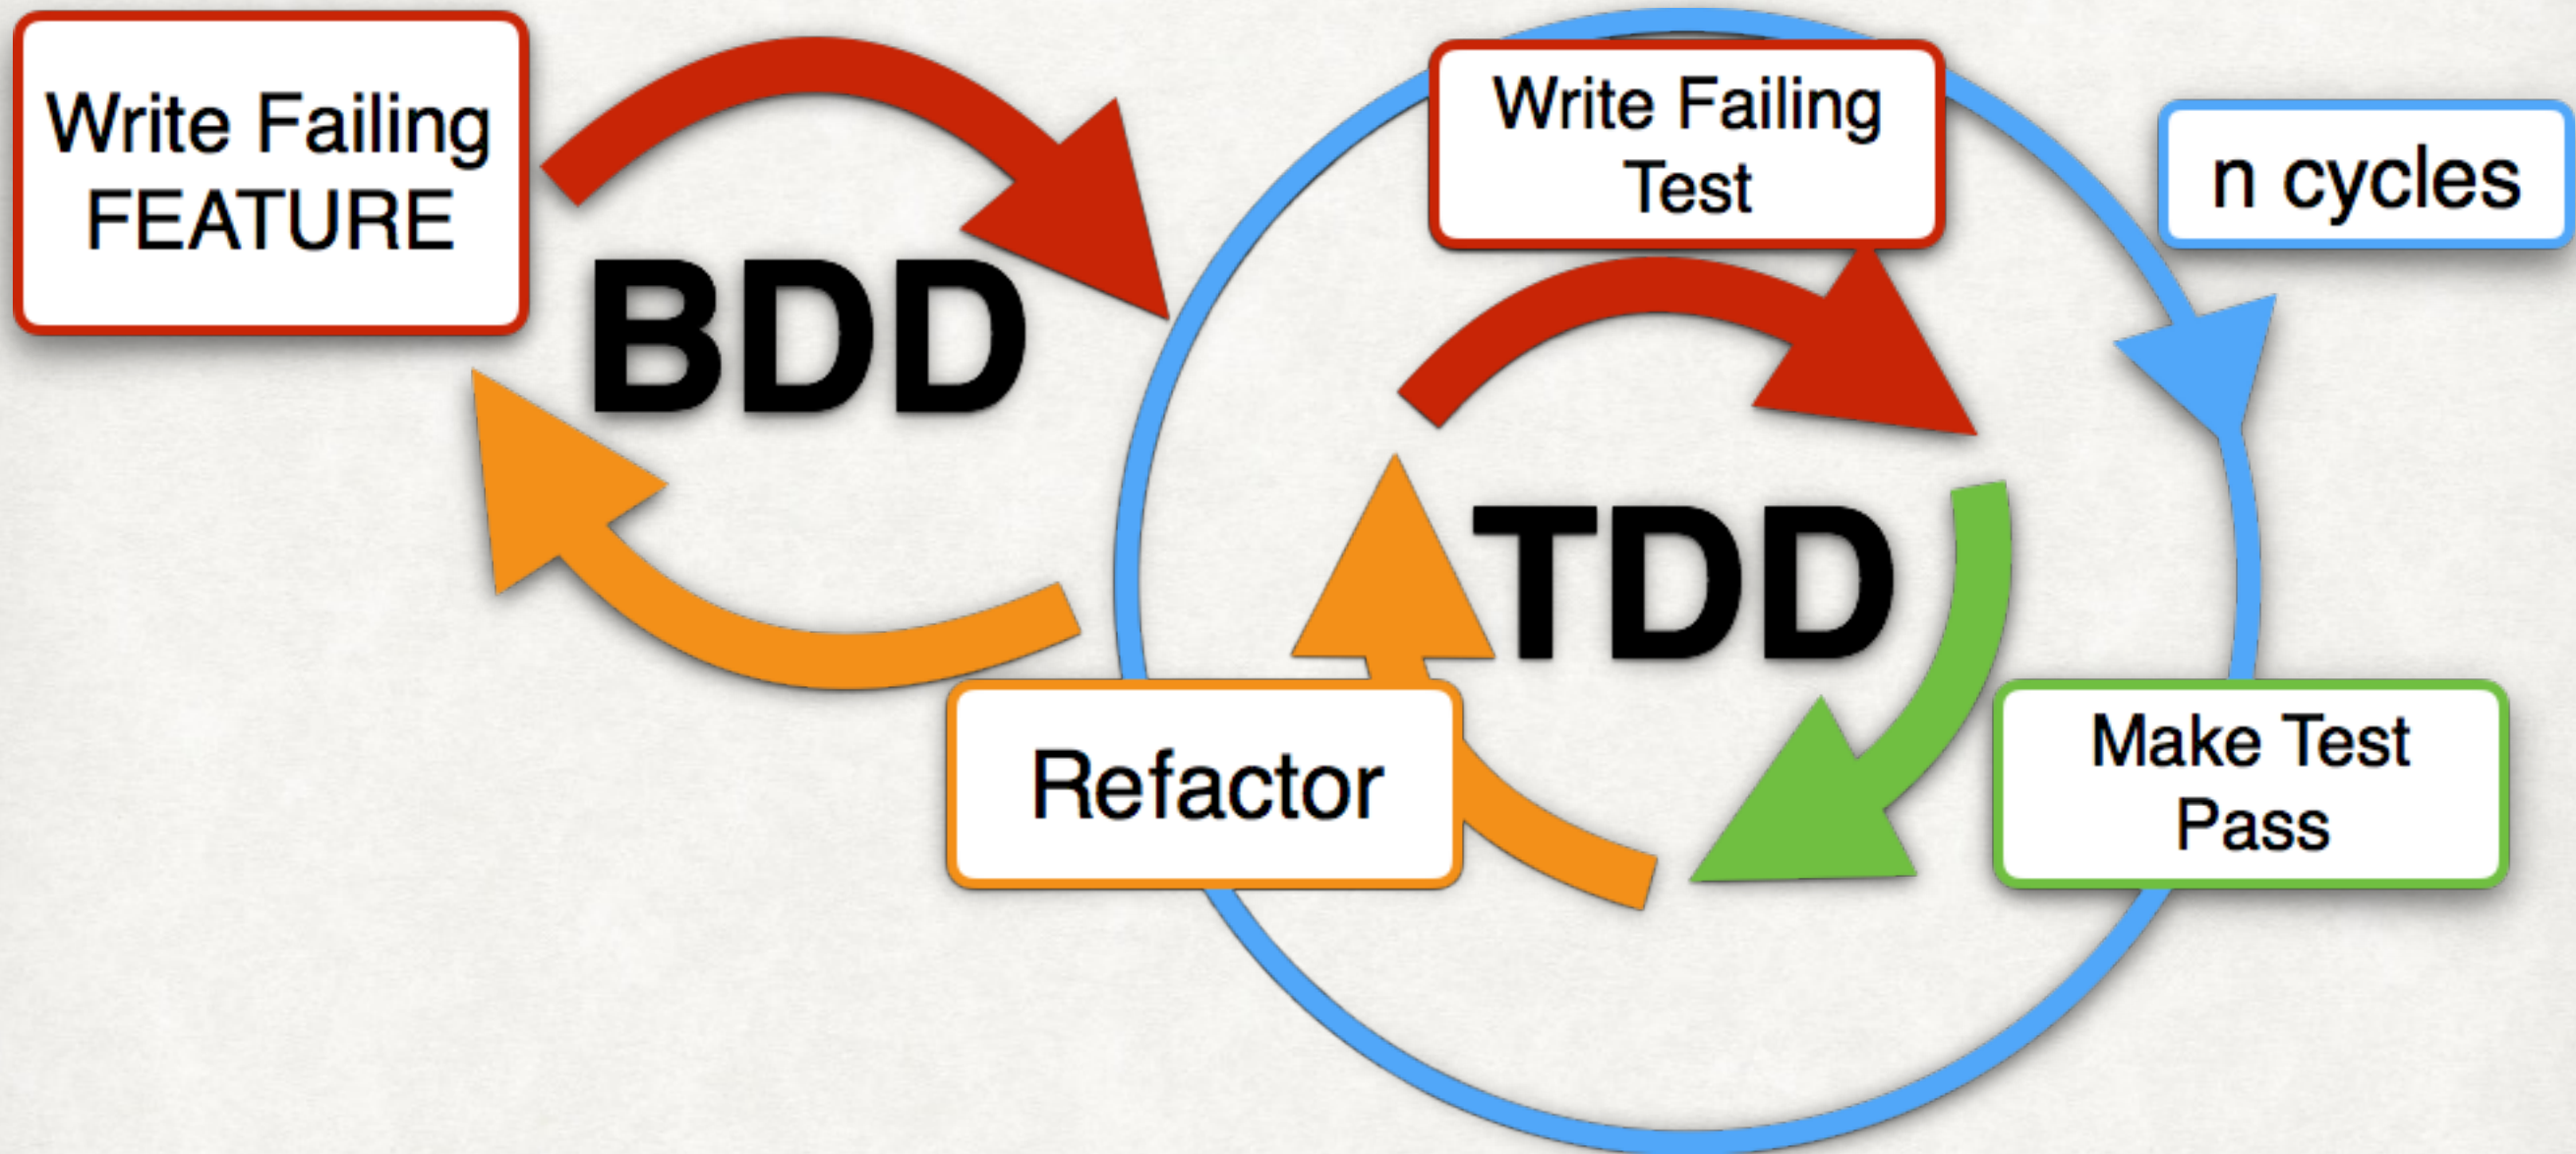 Write Failing
FEATURE
BDD
Write Failing
Test
n cycles
TDD
Refactor
Make Test
Pass